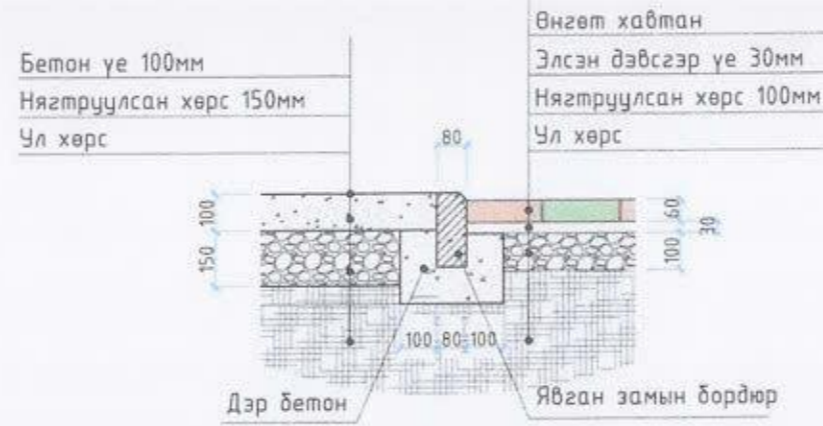 Бетон үе 100мм
Нягтруулсан хөрс 150мм
Ул хөрс
Өнгөт хавтан
Элсэн дэвсгэр үе 30мм
Нягтруулсан хөрс 100мм
Ул хөрс
80
100
150
60
30
100
100 80 100
Дэр бетон
Явган замын бордюр